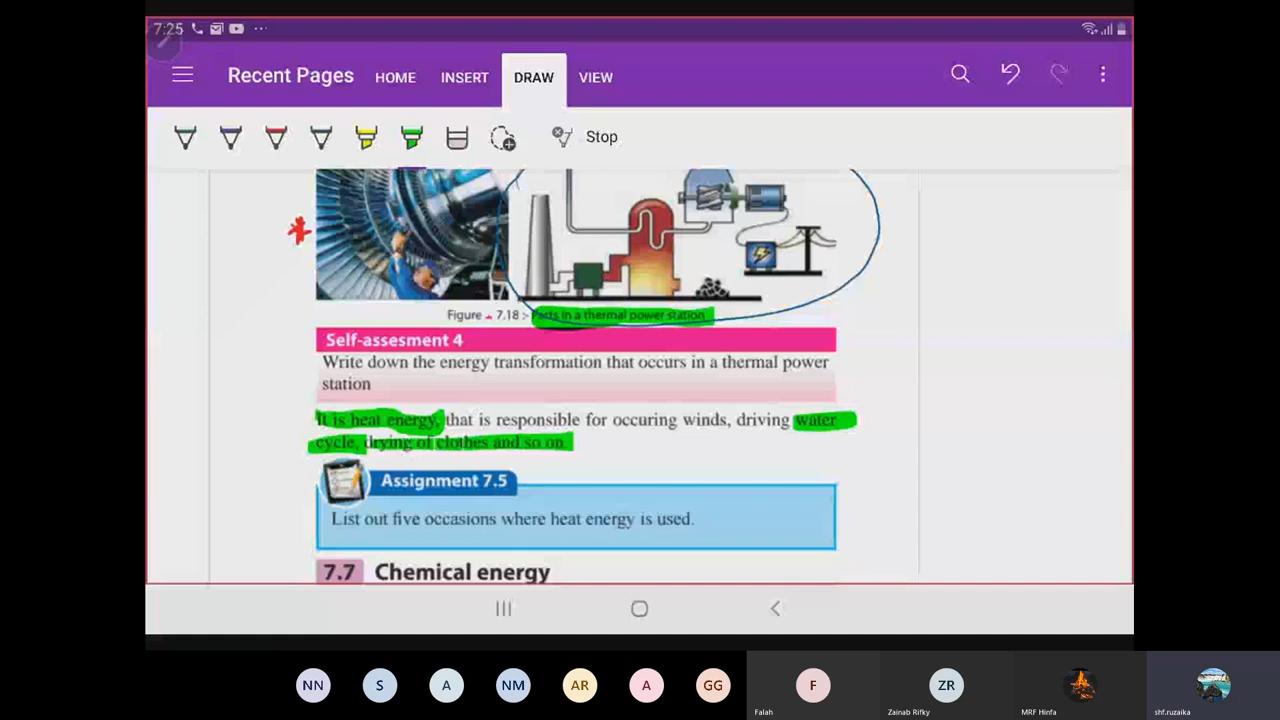 7:25
Recent Pages HOME INSERT DRAW VIEW
Stop
Figure 7.18 :- Parts in a thermal power station
Self-assesment 4
Write down the energy transformation that occurs in a thermal power
station
It is heat energy, that is responsible for occuring winds, driving water
cycle, drying of clothes and so on.
Assignment 7.5
List out five occasions where heat energy is used.
7.7 Chemical energy
NN S A NM AR A GG F ZR
Falah Zainab Rifky MRF Hinfa shf.ruzaika